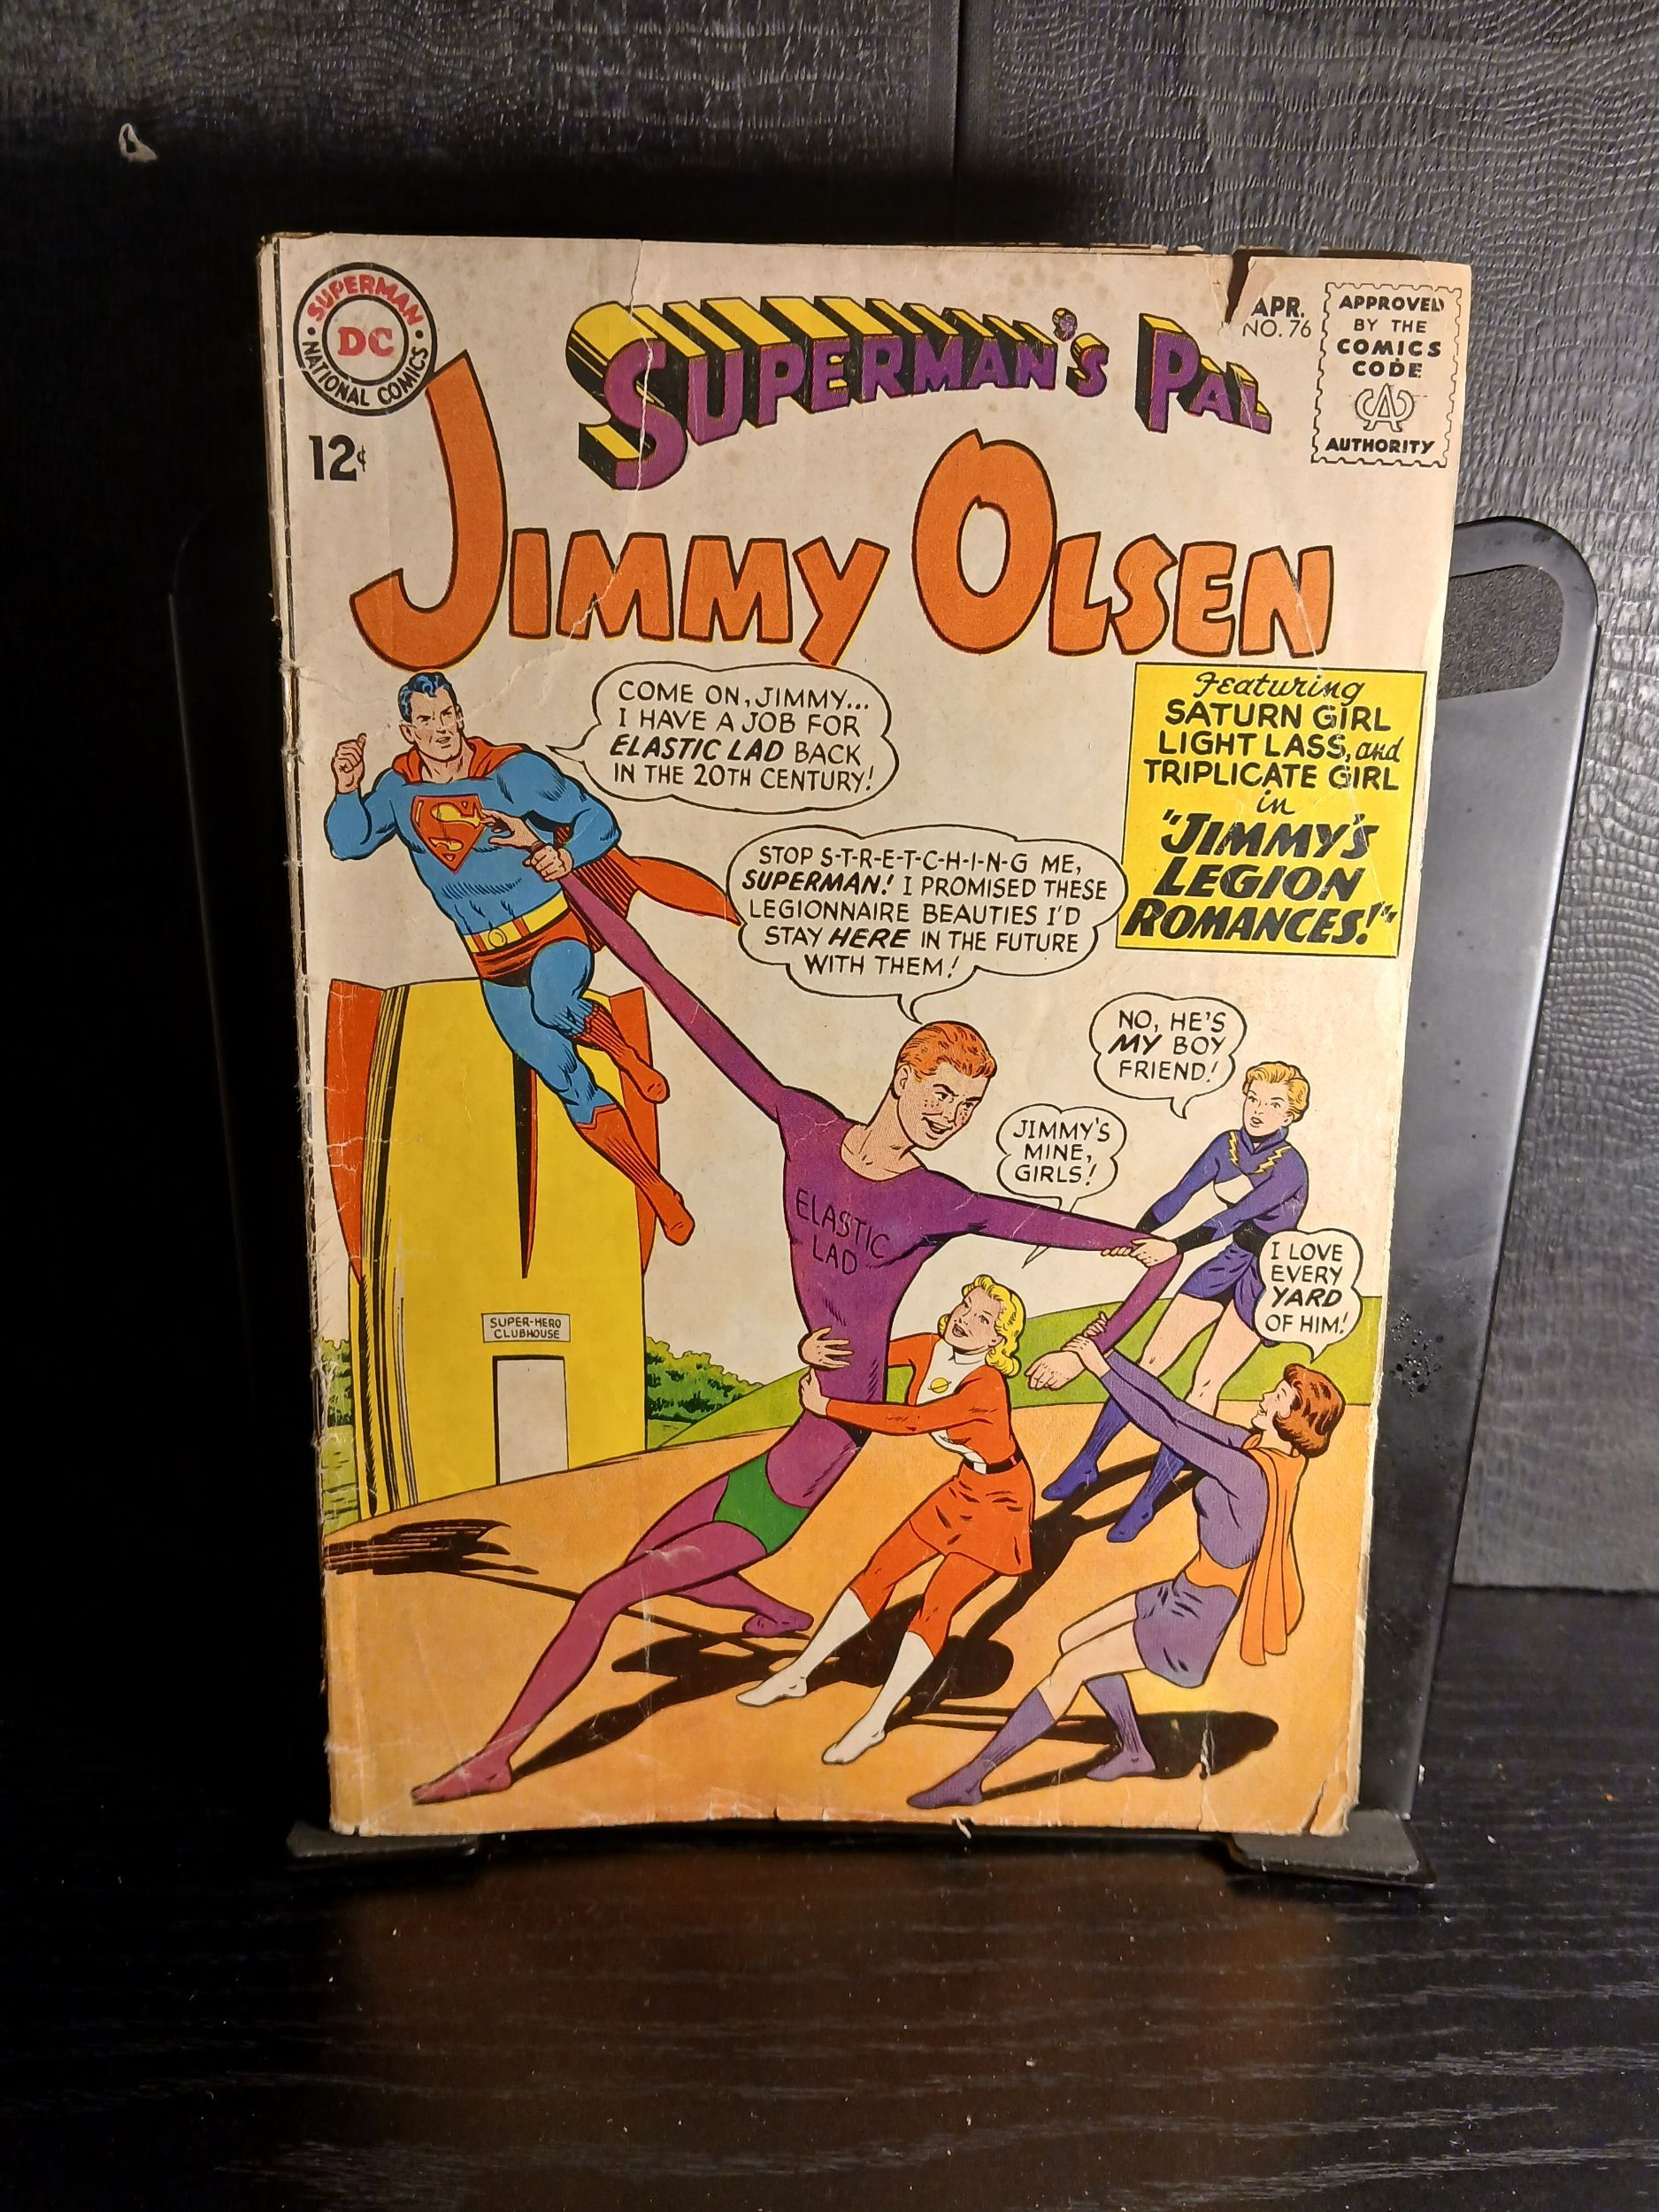 SUPERMAN
DC
NATIONAL COMICS
12¢
SUPERMAN'S PAL
JIMMY OLSEN
APR.
NO. 76
APPROVED
BY THE
COMICS
CODE
CA
AUTHORITY
COME ON, JIMMY...
I HAVE A JOB FOR
ELASTIC LAD BACK
IN THE 20TH CENTURY!
Featuring
SATURN GIRL
LIGHT LASS, and
TRIPLICATE GIRL
in
"JIMMY'S
LEGION
ROMANCES!"
STOP S-T-R-E-T-C-H-I-N-G ME,
SUPERMAN! I PROMISED THESE
LEGIONNAIRE BEAUTIES I'D
STAY HERE IN THE FUTURE
WITH THEM!
NO, HE'S
MY BOY
FRIEND!
JIMMY'S
MINE,
GIRLS!
ELASTIC
LAD
I LOVE
EVERY
YARD
OF HIM!
SUPER-HERO
CLUBHOUSE